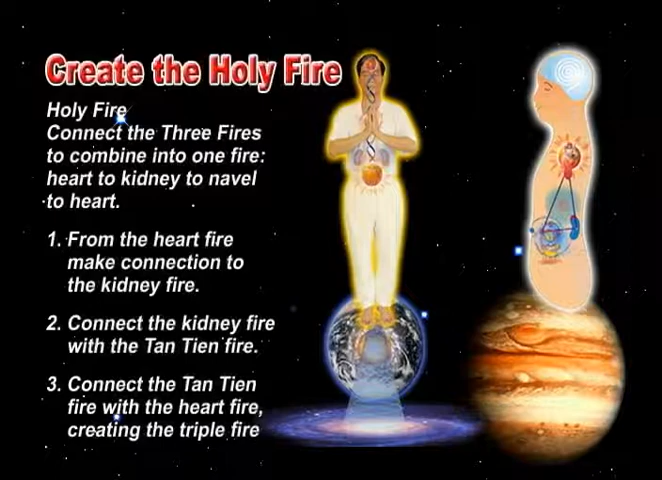 Create the Holy Fire
Holy Fire
Connect the Three Fires
to combine into one fire:
heart to kidney to navel
to heart.
1. From the heart fire
make connection to
the kidney fire.
2. Connect the kidney fire
with the Tan Tien fire.
3. Connect the Tan Tien
fire with the heart fire,
creating the triple fire